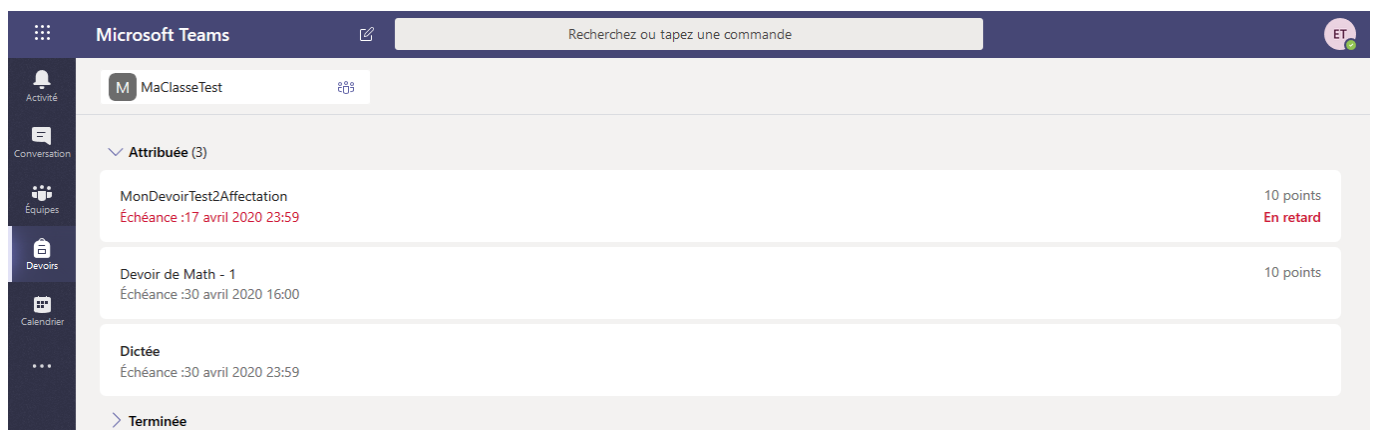 Microsoft Teams
Recherchez ou tapez une commande
ET
Activité
Conversation
Équipes
Devoirs
Calendrier
M MaClasseTest
Attribuée (3)
MonDevoirTest2Affectation 10 points
Échéance :17 avril 2020 23:59 En retard
Devoir de Math - 1 10 points
Échéance :30 avril 2020 16:00
Dictée
Échéance :30 avril 2020 23:59
Terminée